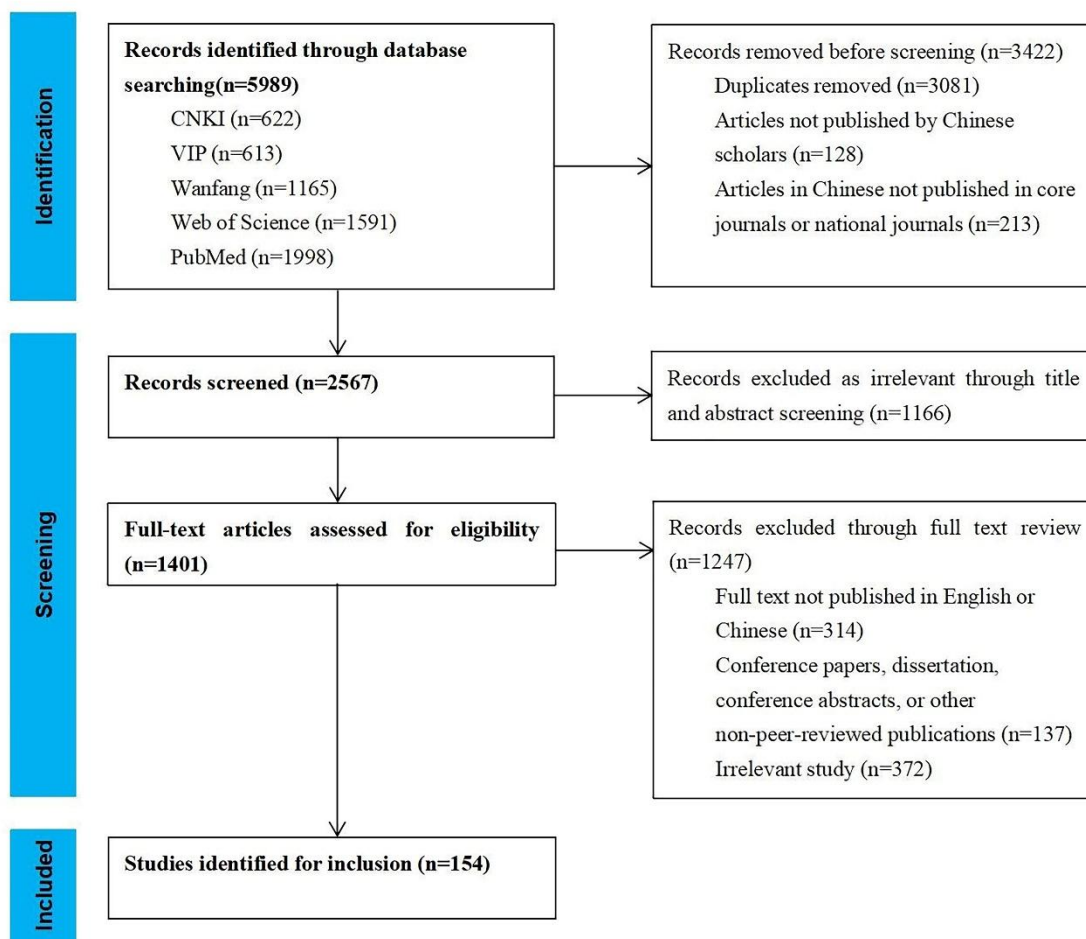 Identification
Records identified through database
searching(n=5989)
CNKI (n=622)
VIP (n=613)
Wanfang (n=1165)
Web of Science (n=1591)
PubMed (n=1998)
Records removed before screening (n=3422)
Duplicates removed (n=3081)
Articles not published by Chinese
scholars (n=128)
Articles in Chinese not published in core
journals or national journals (n=213)
Screening
Records screened (n=2567)
Records excluded as irrelevant through title
and abstract screening (n=1166)
Full-text articles assessed for eligibility
(n=1401)
Records excluded through full text review
(n=1247)
Full text not published in English or
Chinese (n=314)
Conference papers, dissertation,
conference abstracts, or other
non-peer-reviewed publications (n=137)
Irrelevant study (n=372)
Included
Studies identified for inclusion (n=154)